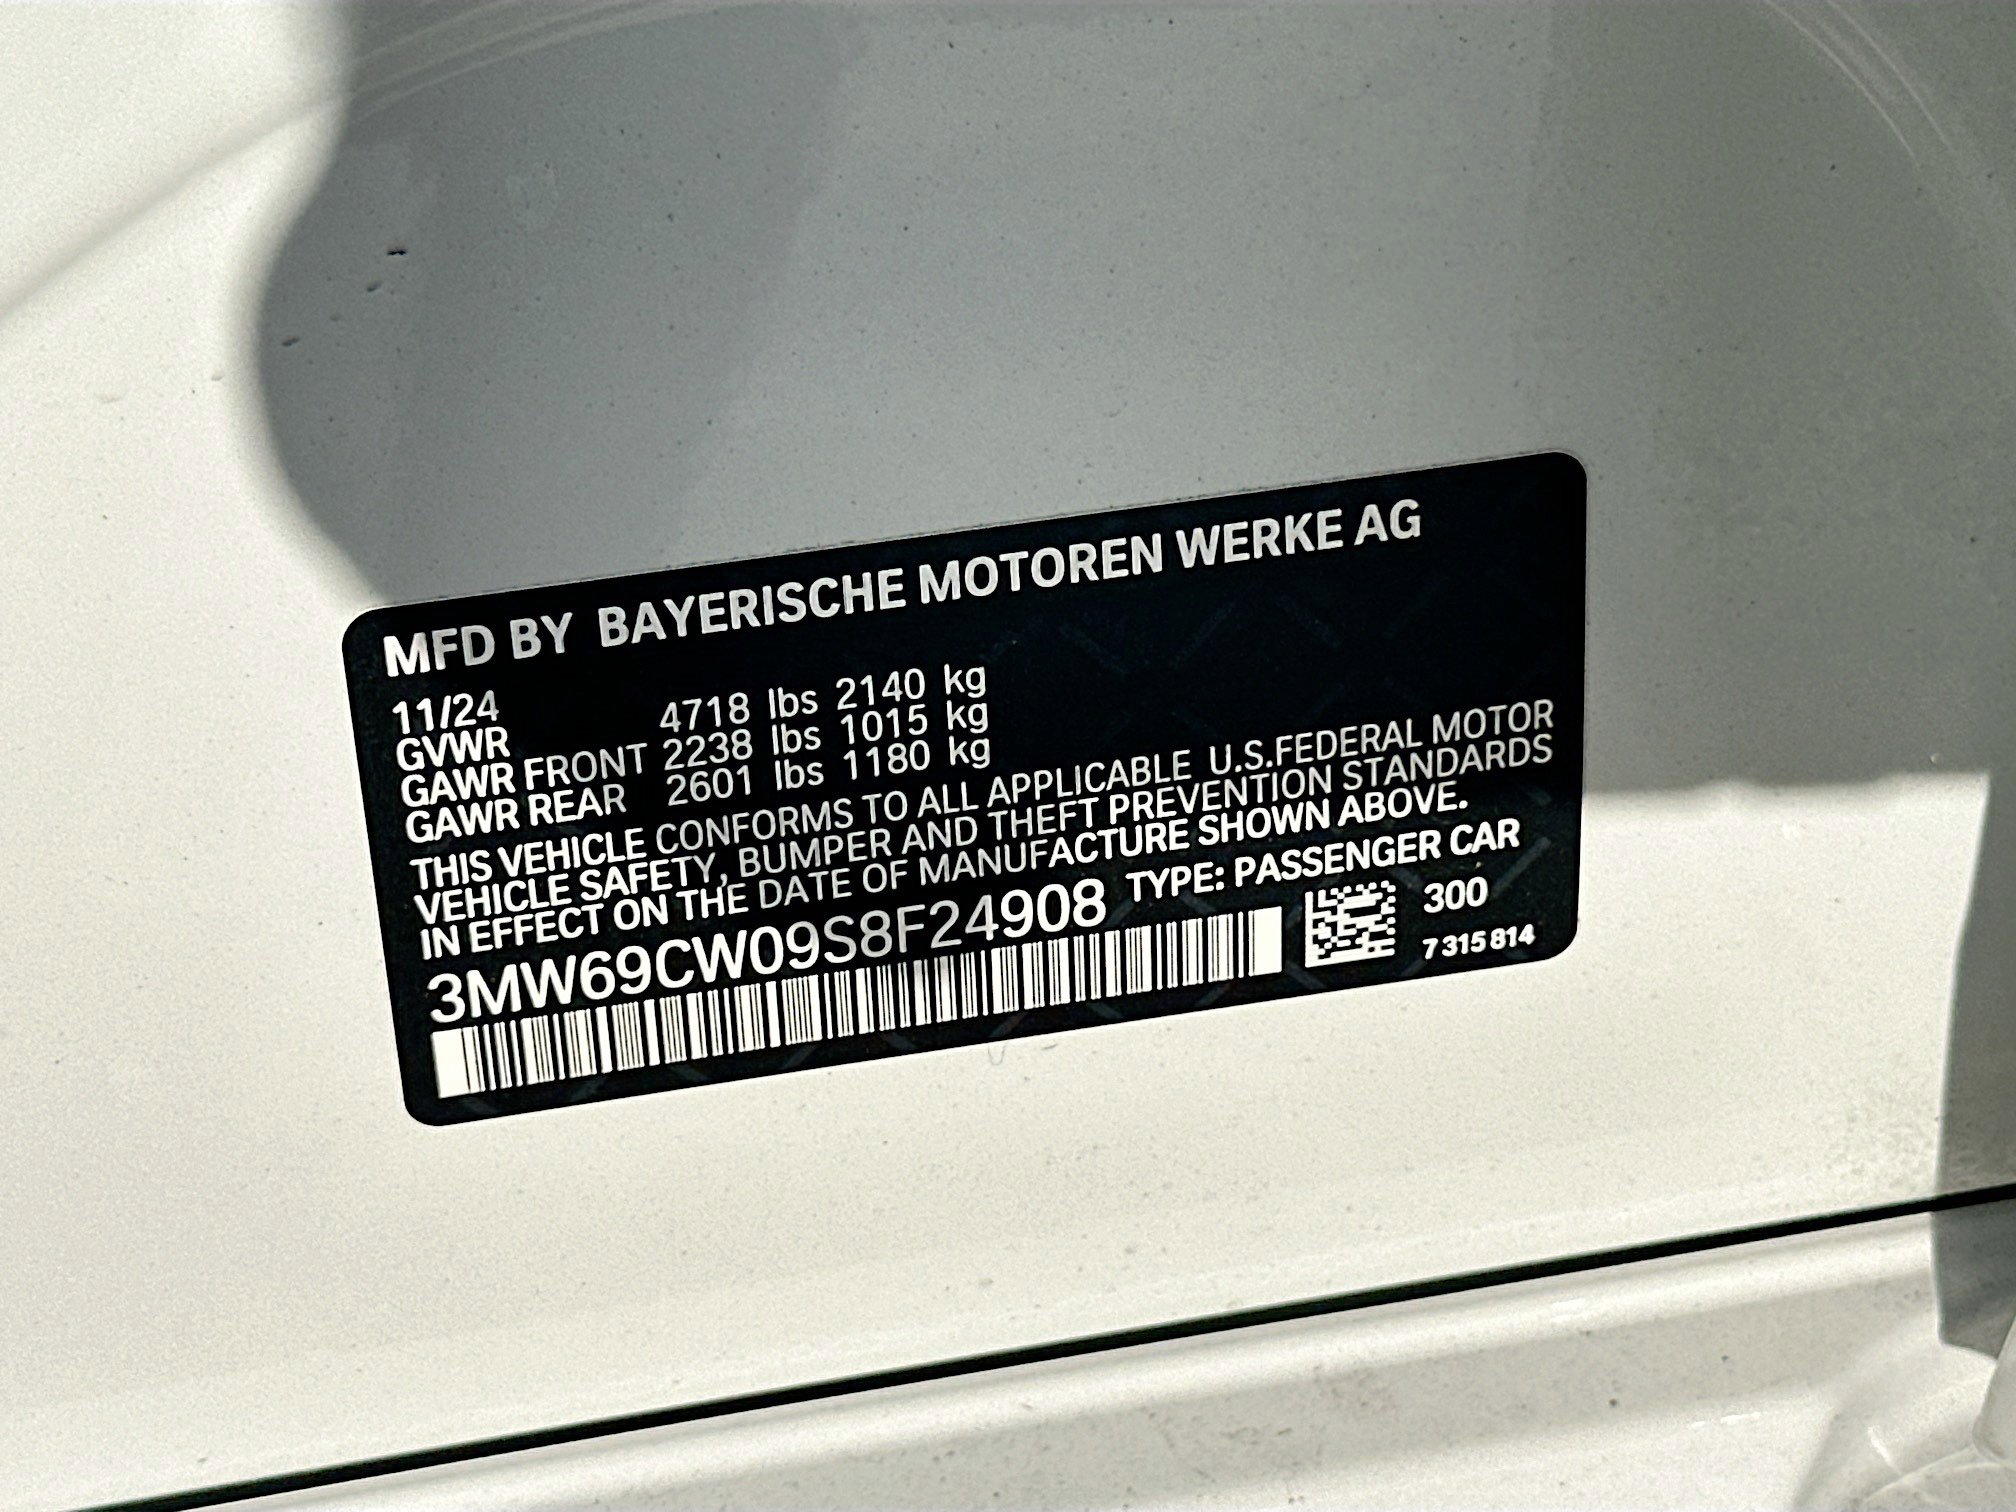 MFD BY BAYERISCHE MOTOREN WERKE AG
11/24
GVWR 4718 lbs 2140 kg
GAWR FRONT 2238 lbs 1015 kg
GAWR REAR 2601 lbs 1180 kg
THIS VEHICLE CONFORMS TO ALL APPLICABLE U.S.FEDERAL MOTOR
VEHICLE SAFETY, BUMPER AND THEFT PREVENTION STANDARDS
IN EFFECT ON THE DATE OF MANUFACTURE SHOWN ABOVE.
3MW69CW09S8F24908 TYPE: PASSENGER CAR
300
7 315 814